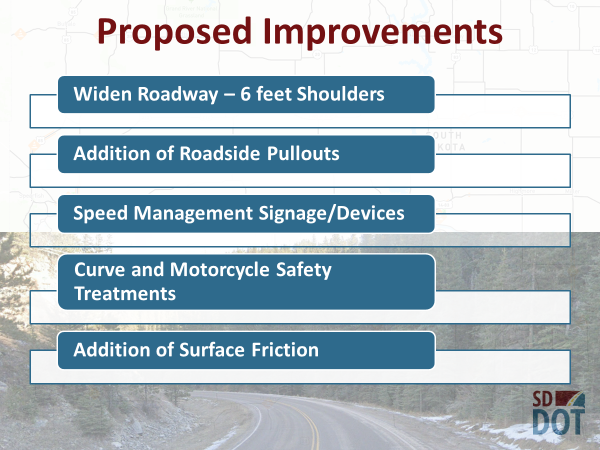 Proposed Improvements
Widen Roadway – 6 feet Shoulders
Addition of Roadside Pullouts
Speed Management Signage/Devices
Curve and Motorcycle Safety
Treatments
Addition of Surface Friction
SD
DOT